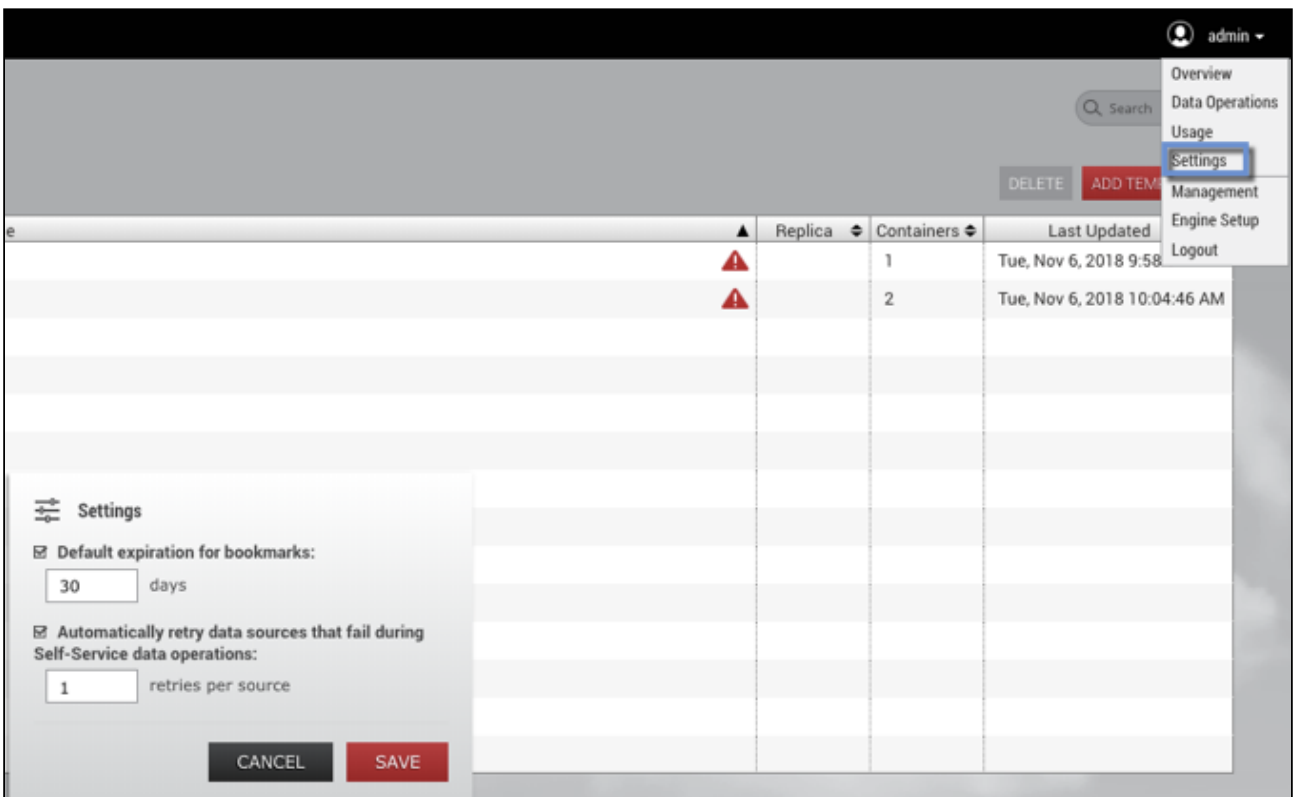 admin
Overview
Data Operations
Search
Usage
Settings
DELETE
ADD TEM
Management
Engine Setup
Logout
e
Replica
Containers
Last Updated
1
Tue, Nov 6, 2018 9:58
2
Tue, Nov 6, 2018 10:04:46 AM
Settings
Default expiration for bookmarks:
30 days
Automatically retry data sources that fail during
Self-Service data operations:
1 retries per source
CANCEL
SAVE